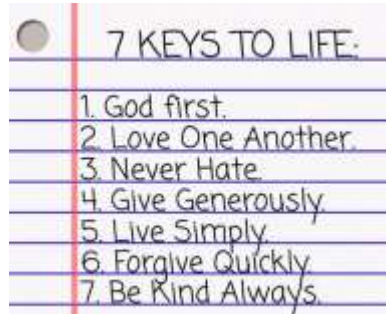 7 KEYS TO LIFE:
1. God first.
2. Love One Another.
3. Never Hate
4. Give Generously.
5. Live Simply.
6. Forgive Quickly.
7. Be Kind Always.